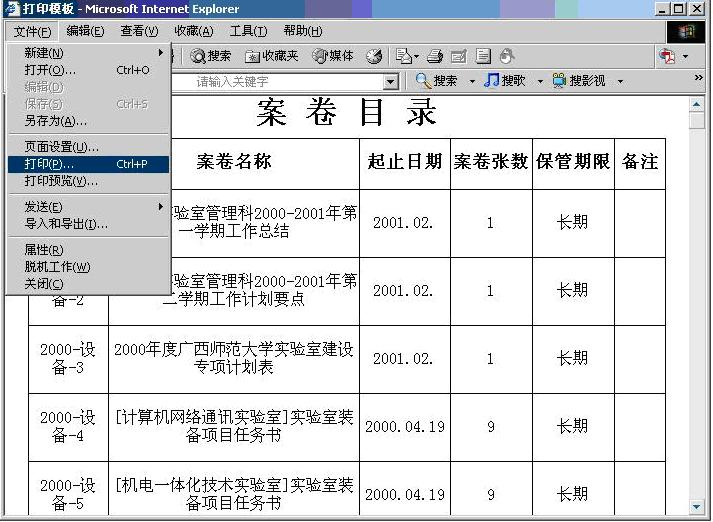 打印模板 - Microsoft Internet Explorer
文件(F) 编辑(E) 查看(V) 收藏(A) 工具(T) 帮助(H)
新建(N)
打开(O)... Ctrl+O
编辑(D)
保存(S) Ctrl+S
另存为(A)...
页面设置(U)...
打印(P)... Ctrl+P
打印预览(V)...
发送(E)
导入和导出(I)...
属性(R)
脱机工作(W)
关闭(C)
搜索 收藏夹 媒体
请输入关键字 搜索 搜歌 搜影视 »
案 卷 目 录
案卷名称 起止日期 案卷张数 保管期限 备注
验室管理科2000-2001年第
一学期工作总结
2001.02. 1 长期
验室管理科2000-2001年第
二学期工作计划要点
备-2
2001.02. 1 长期
2000-设
备-3
2000年度广西师范大学实验室建设
专项计划表
2001.02. 1 长期
2000-设
备-4
[计算机网络通讯实验室]实验室装
备项目任务书
2000.04.19 9 长期
2000-设
备-5
[机电一体化技术实验室]实验室装
备项目任务书
2000.04.19 9 长期